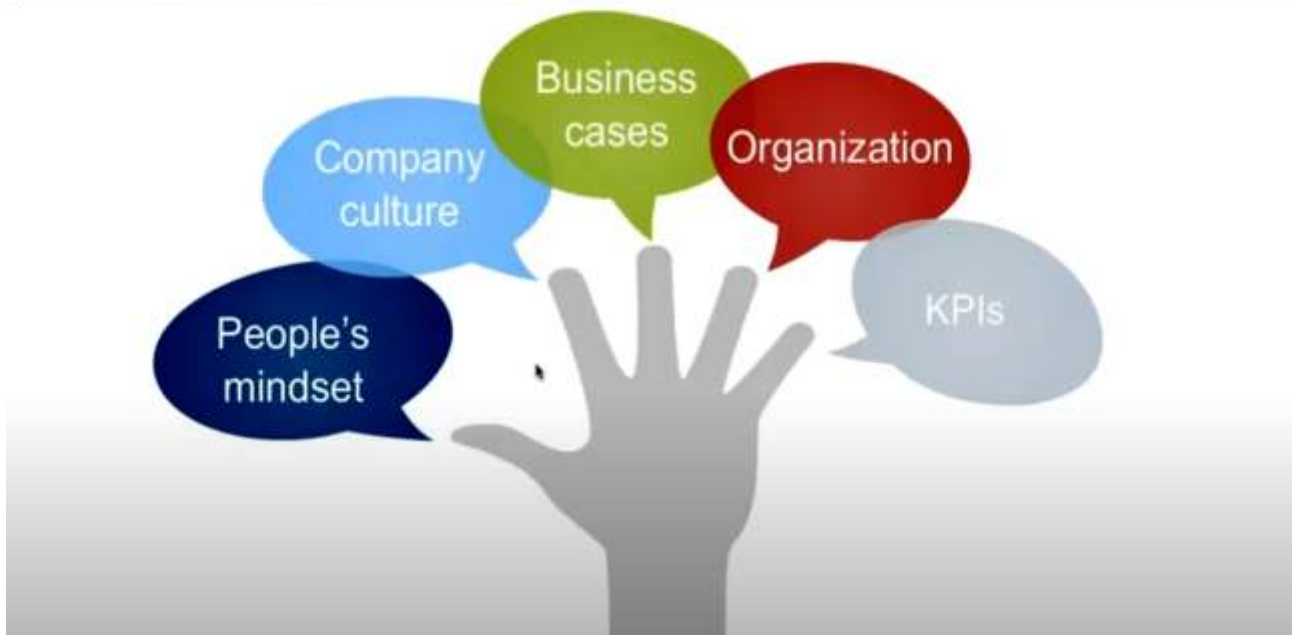 People's
mindset
Company
culture
Business
cases
Organization
KPIs